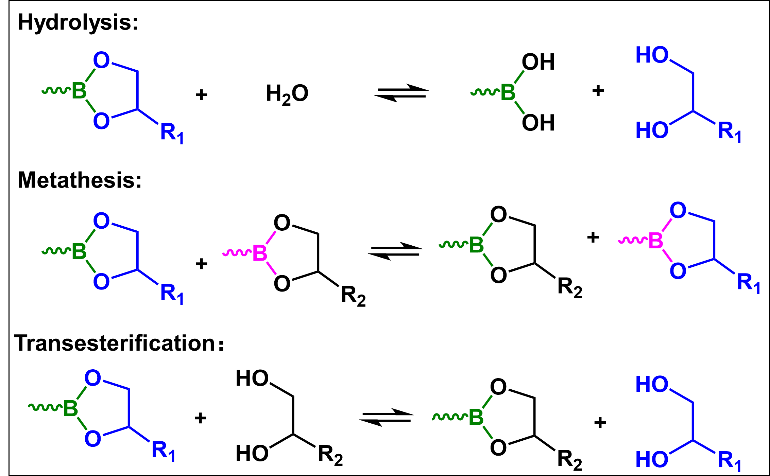 Hydrolysis:
O B O R₁ + H₂O ⇌ B OH OH + HO HO R₁
Metathesis:
O B O R₁ + O B O R₂ ⇌ O B O R₂ + O B O R₁
Transesterification：
O B O R₁ + HO HO R₂ ⇌ O B O R₂ + HO HO R₁